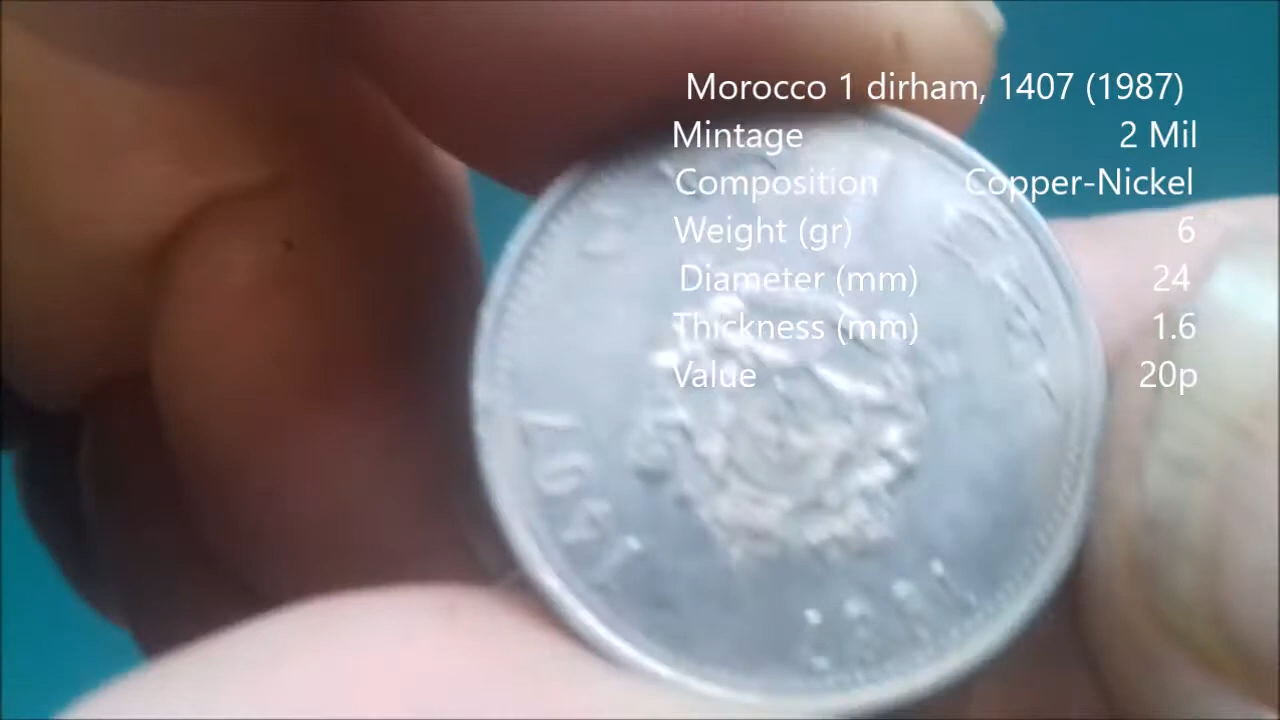 Morocco 1 dirham, 1407 (1987)
Mintage 2 Mil
Composition Copper-Nickel
Weight (gr) 6
Diameter (mm) 24
Thickness (mm) 1.6
Value 20p
1407